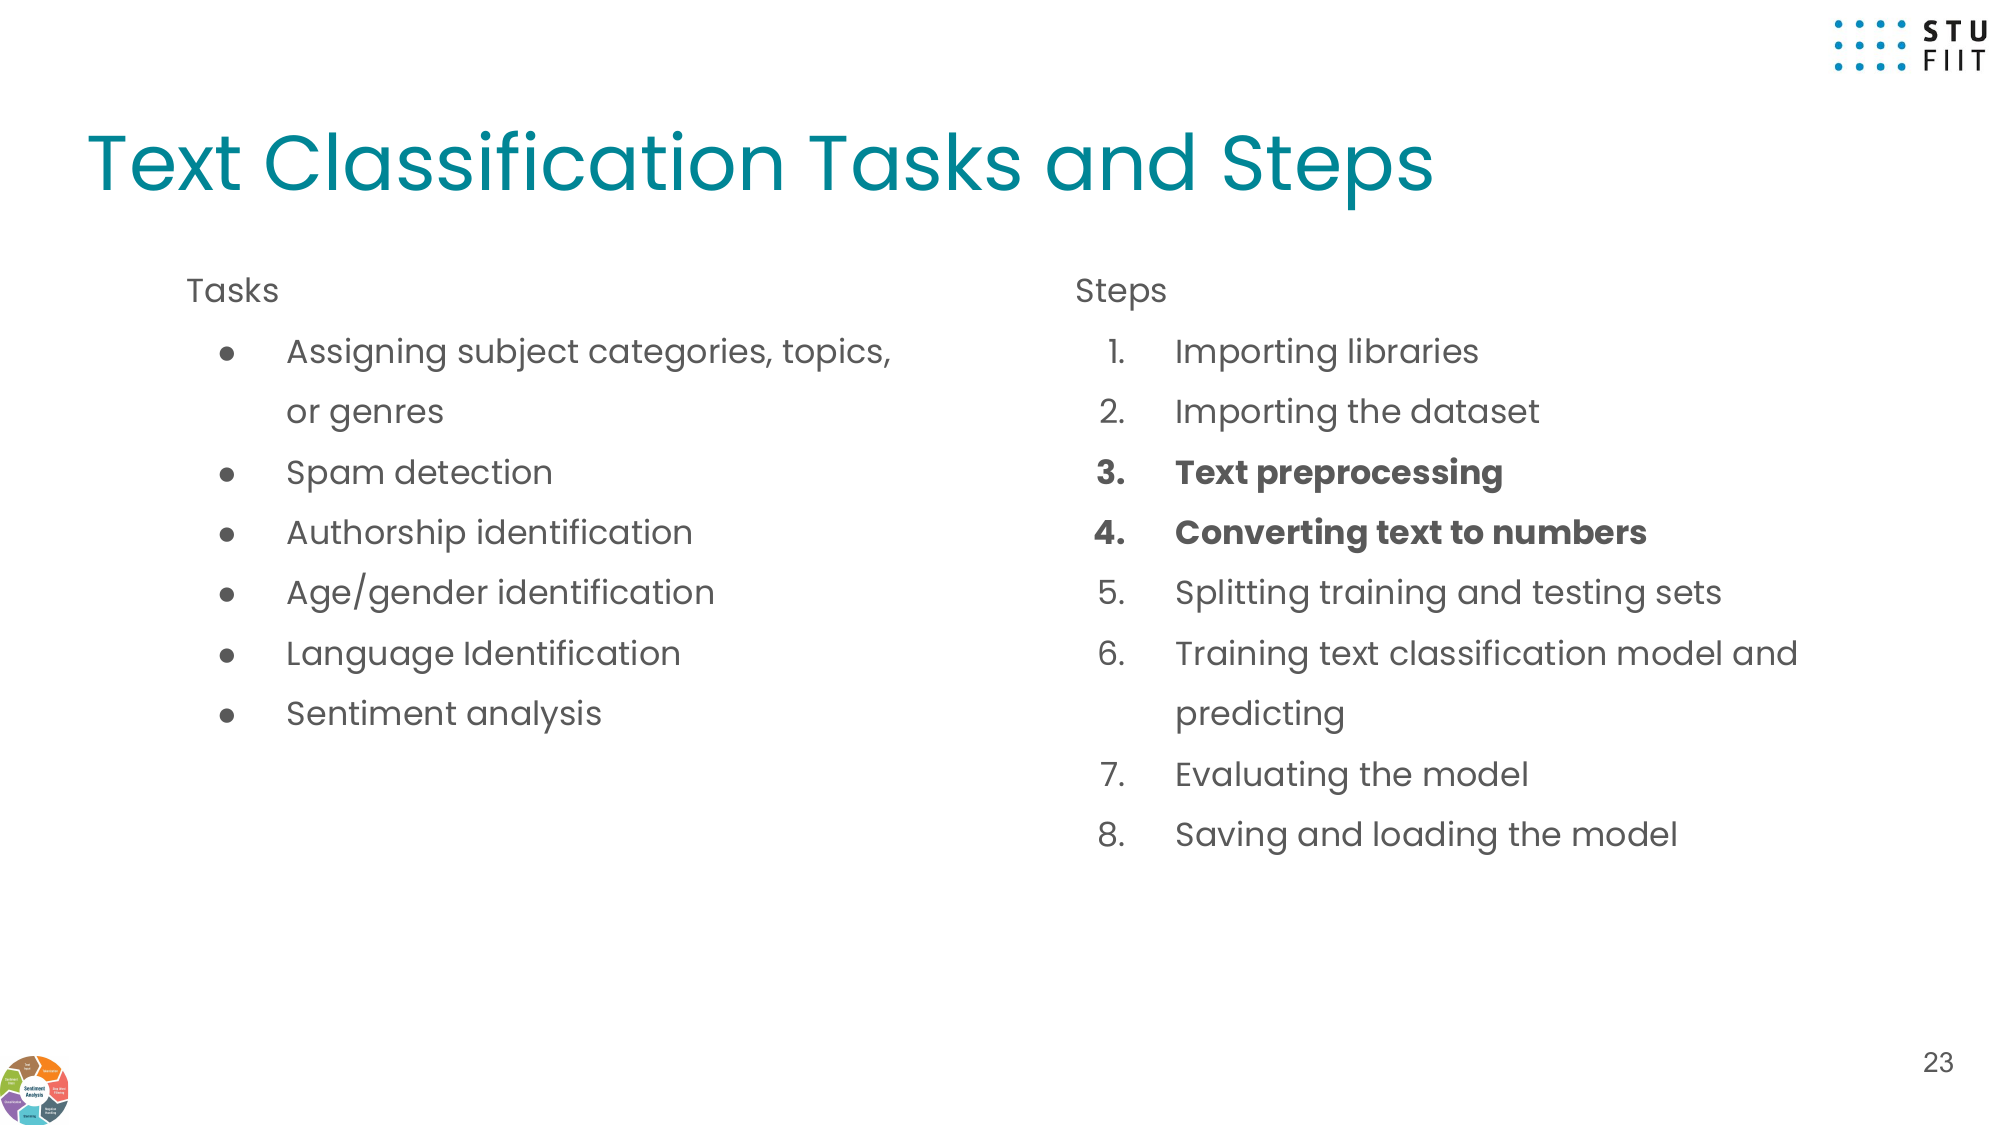 STU
FIIT
Text Classification Tasks and Steps
Tasks
● Assigning subject categories, topics,
or genres
● Spam detection
● Authorship identification
● Age/gender identification
● Language Identification
● Sentiment analysis
Steps
1. Importing libraries
2. Importing the dataset
3. Text preprocessing
4. Converting text to numbers
5. Splitting training and testing sets
6. Training text classification model and
predicting
7. Evaluating the model
8. Saving and loading the model
Sentiment
Analysis
23